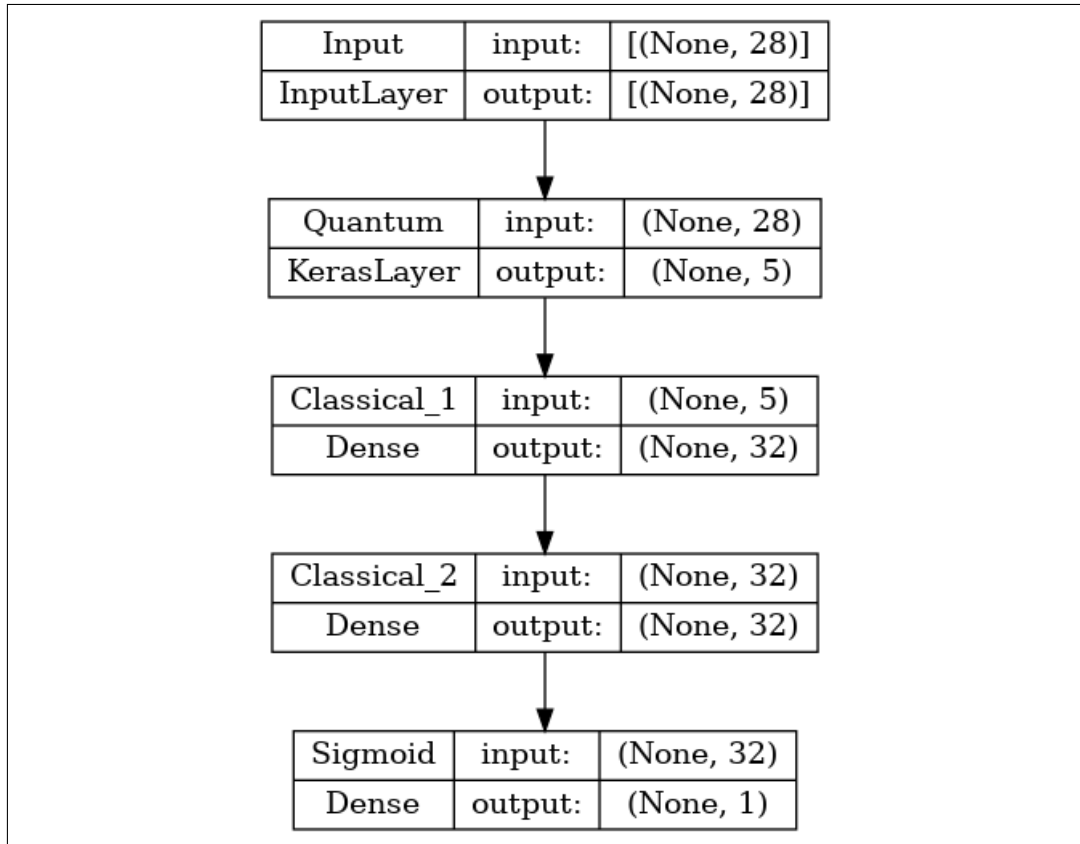 Input input: [(None, 28)]
InputLayer output: [(None, 28)]
Quantum input: (None, 28)
KerasLayer output: (None, 5)
Classical_1 input: (None, 5)
Dense output: (None, 32)
Classical_2 input: (None, 32)
Dense output: (None, 32)
Sigmoid input: (None, 32)
Dense output: (None, 1)